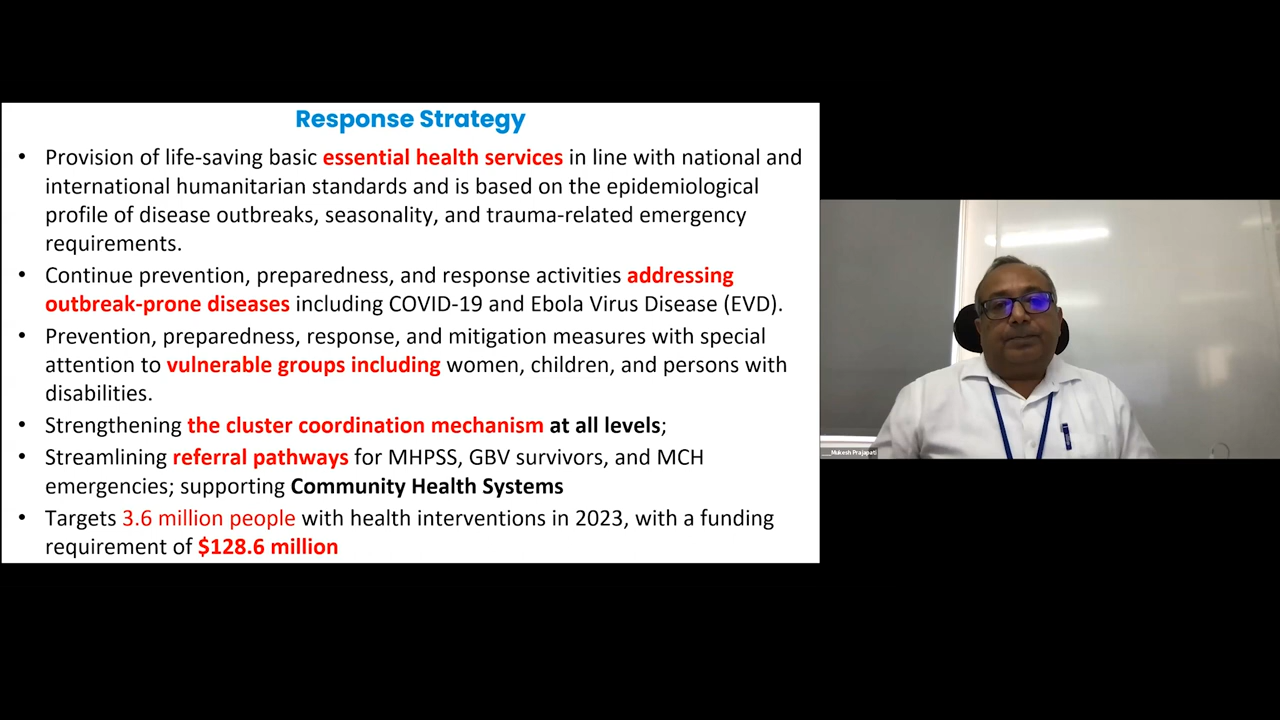 Response Strategy
• Provision of life-saving basic essential health services in line with national and
international humanitarian standards and is based on the epidemiological
profile of disease outbreaks, seasonality, and trauma-related emergency
requirements.
• Continue prevention, preparedness, and response activities addressing
outbreak-prone diseases including COVID-19 and Ebola Virus Disease (EVD).
• Prevention, preparedness, response, and mitigation measures with special
attention to vulnerable groups including women, children, and persons with
disabilities.
• Strengthening the cluster coordination mechanism at all levels;
• Streamlining referral pathways for MHPSS, GBV survivors, and MCH
emergencies; supporting Community Health Systems
• Targets 3.6 million people with health interventions in 2023, with a funding
requirement of $128.6 million
___Mukesh Prajapati